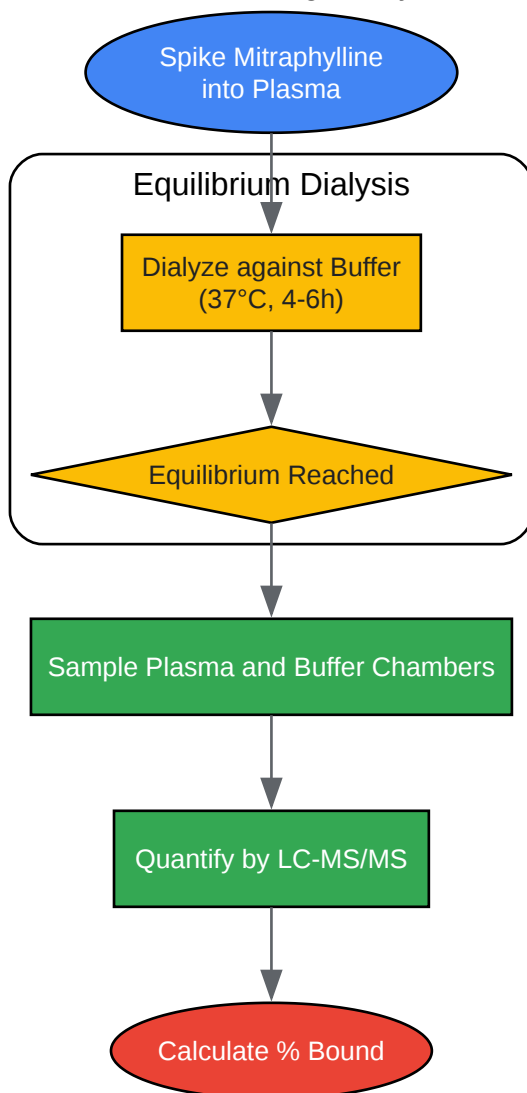 Spike Mitraphylline
into Plasma
Equilibrium Dialysis
Dialyze against Buffer
(37°C, 4-6h)
Equilibrium Reached
Sample Plasma and Buffer Chambers
Quantify by LC-MS/MS
Calculate % Bound